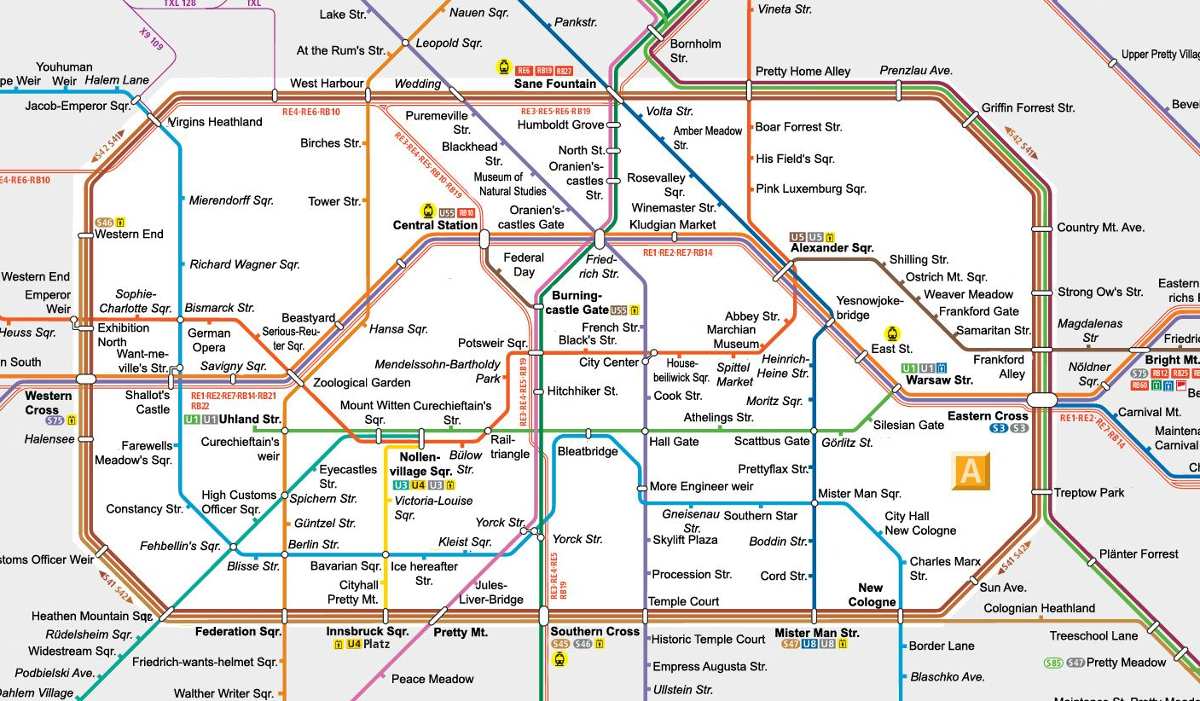 TXL 128
TXL
X9 109
Lake Str.
Nauen Sqr.
Pankstr.
Vineta Str.
At the Rum's Str.
Leopold Sqr.
Bornholm
Str.
Upper Pretty Villag
Youhuman
Weir
pe Weir
Halem Lane
West Harbour
Wedding
RE6 RB19 RB27
Sane Fountain
Pretty Home Alley
Prenzlau Ave.
Jacob-Emperor Sqr.
RE4·RE6·RB10
RE3·RE5·RE6·RB19
Griffin Forrest Str.
Bevel
Virgins Heathland
Puremeville
Str.
Humboldt Grove
Volta Str.
Boar Forrest Str.
S42 S41
Birches Str.
Blackhead
Str.
RE3·RE4·RE5·RB10·RB19
North St.
Amber Meadow
Str.
His Field's Sqr.
S42 S41
E4·RE6·RB10
Museum of
Natural Studies
Oranien's-
castles
Str.
Rosevalley
Sqr.
Pink Luxemburg Sqr.
Mierendorff Sqr.
Tower Str.
U55 RB10
Central Station
Oranien's-
castles Gate
Winemaster Str.
Kludgian Market
S46
Western End
RE1·RE2·RE7·RB14
U5 U5
Alexander Sqr.
Country Mt. Ave.
Richard Wagner Sqr.
Federal
Day
Fried-
rich Str.
Shilling Str.
Ostrich Mt. Sqr.
Weaver Meadow
Frankford Gate
Samaritan Str.
Western End
Emperor
Weir
Sophie-
Charlotte Sqr.
Bismarck Str.
Burning-
castle Gate U55
Yesnowjoke-
bridge
Strong Ow's Str.
Eastern
richs
Heuss Sqr.
Exhibition
North
German
Opera
Beastyard
Serious-Reu-
ter Sqr.
Hansa Sqr.
French Str.
Black's Str.
Abbey Str.
Marchian
Museum
East St.
Magdalenas
Str
Friedric
Potsweir Sqr.
City Center
House-
beiliwick Sqr.
Spittel
Market
Heinrich-
Heine Str.
Frankford
Alley
Bright Mt.
S75 RB12 RB25
RB60
n South
Want-me-
ville's Str.
Savigny Sqr.
Zoological Garden
Mendelssohn-Bartholy
Park
RE3·RE4·RE5·RB19
Hitchhiker St.
Cook Str.
Moritz Sqr.
U1 U1
Warsaw Str.
Nöldner
Sqr.
Be
Western
Cross
S75
Shallot's
Castle
RE1·RE2·RE7·RB14·RB21
RB22
U1 U1 Uhland Str.
Mount Witten
Sqr.
Curechieftain's
Str.
Athelings Str.
Silesian Gate
Eastern Cross
S3 S3
RE1·RE2·RE7·RB14
Carnival Mt.
Maintena
Carnival
Ch
Halensee
Farewells
Meadow's Sqr.
Curechieftain's
weir
Nollen-
village Sqr.
U3 U4 U3
Bülow
Str.
Rail-
triangle
Hall Gate
Scattbus Gate
Görlitz St.
Bleatbridge
Eyecastles
Str.
Prettyflax Str.
A
High Customs
Officer Sqr.
Spichern Str.
Victoria-Louise
Sqr.
More Engineer weir
Mister Man Sqr.
Treptow Park
Constancy Str.
Güntzel Str.
Yorck Str.
Yorck Str.
Gneisenau
Str.
Southern Star
City Hall
New Cologne
Fehbellin's Sqr.
Berlin Str.
Kleist Sqr.
Skylift Plaza
Boddin Str.
Plänter Forrest
stoms Officer Weir
Blisse Str.
Bavarian Sqr.
Ice hereafter
Str.
RE3·RE4·RE5
RB19
Procession Str.
Cord Str.
Charles Marx
Str.
S41 S42
S41 S42
Cityhall
Pretty Mt.
Jules-
Liver-Bridge
Temple Court
New
Cologne
Sun Ave.
Heathen Mountain Sqr.
Colognian Heathland
Rüdelsheim Sqr.
Federation Sqr.
Innsbruck Sqr.
U4 Platz
Pretty Mt.
Southern Cross
S45 S46
Historic Temple Court
Mister Man Str.
S47 U8 U8
Border Lane
Treeschool Lane
Widestream Sqr.
Friedrich-wants-helmet Sqr.
Empress Augusta Str.
S85 S47 Pretty Meadow
Podbielski Ave.
Peace Meadow
Blaschko Ave.
Dahlem Village
Walther Writer Sqr.
Ullstein Str.